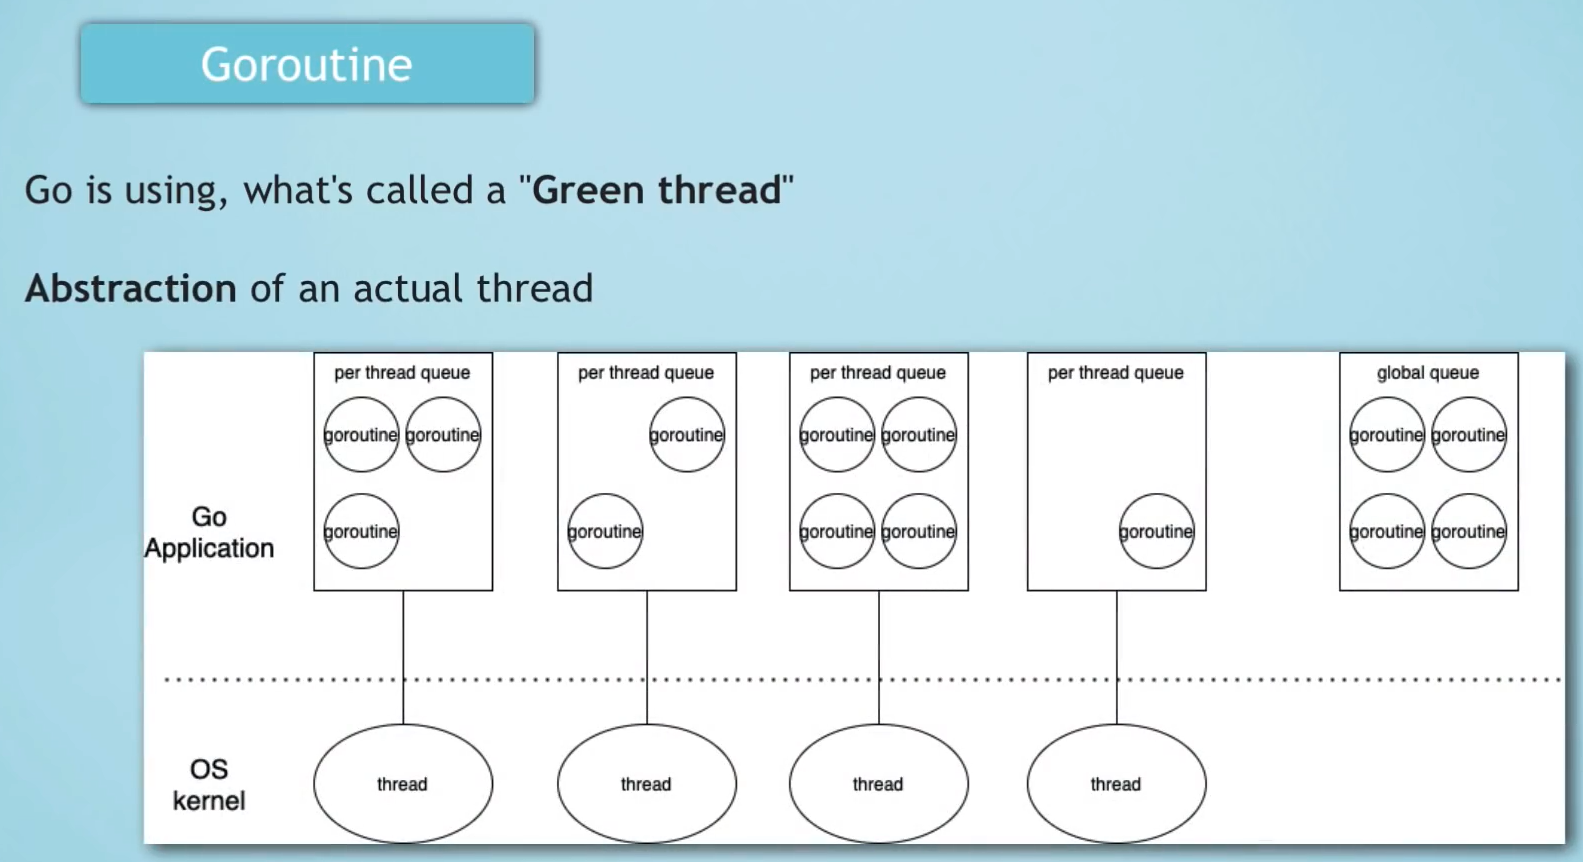 Goroutine
Go is using, what's called a "Green thread"
Abstraction of an actual thread
per thread queue
goroutine goroutine
goroutine
per thread queue
goroutine
goroutine
per thread queue
goroutine goroutine
goroutine goroutine
per thread queue
goroutine
global queue
goroutine goroutine
goroutine goroutine
Go
Application
OS
kernel
thread
thread
thread
thread